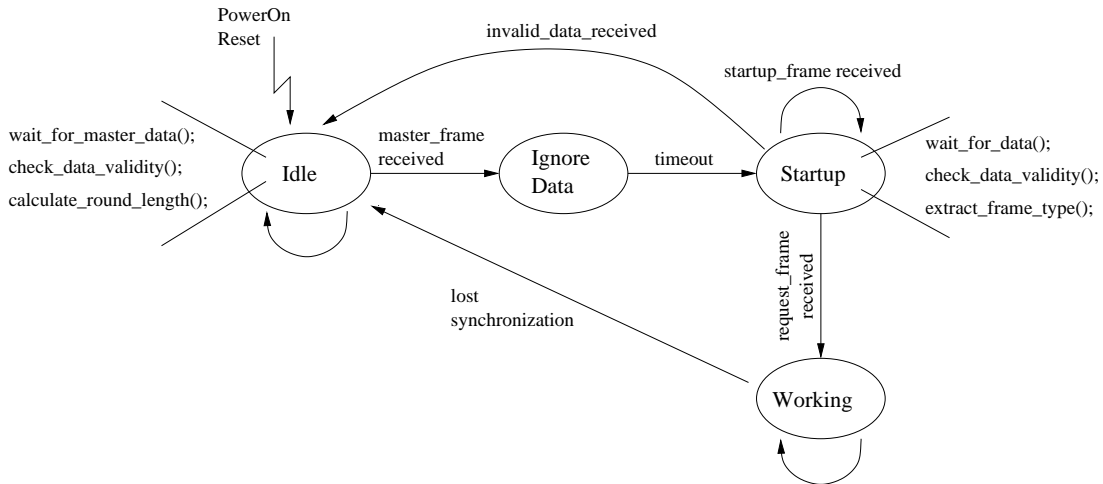 PowerOn
Reset
invalid_data_received
startup_frame received
wait_for_master_data();
check_data_validity();
calculate_round_length();
Idle
master_frame
received
Ignore
Data
timeout
Startup
wait_for_data();
check_data_validity();
extract_frame_type();
request_frame
received
lost
synchronization
Working